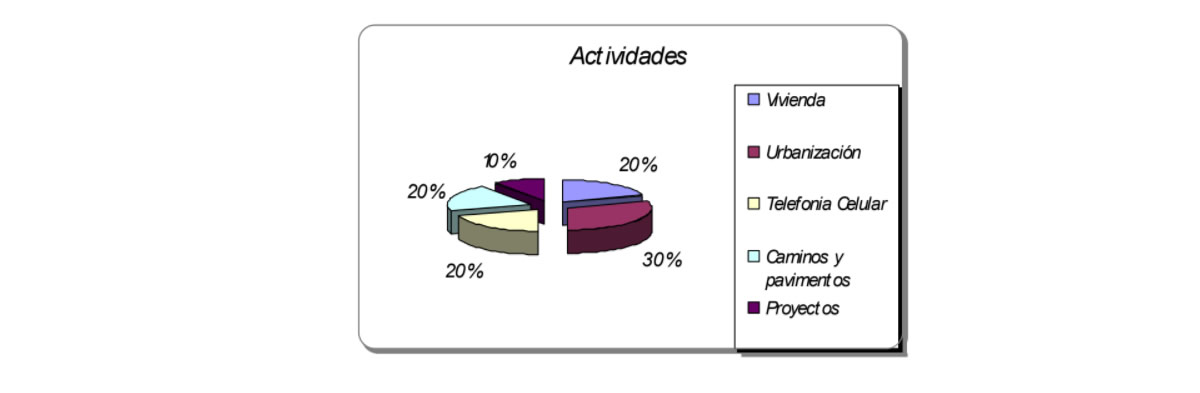 Actividades
Vivienda
Urbanización
Telefonia Celular
Caminos y
pavimentos
Proyectos
10%
20%
20%
20%
30%